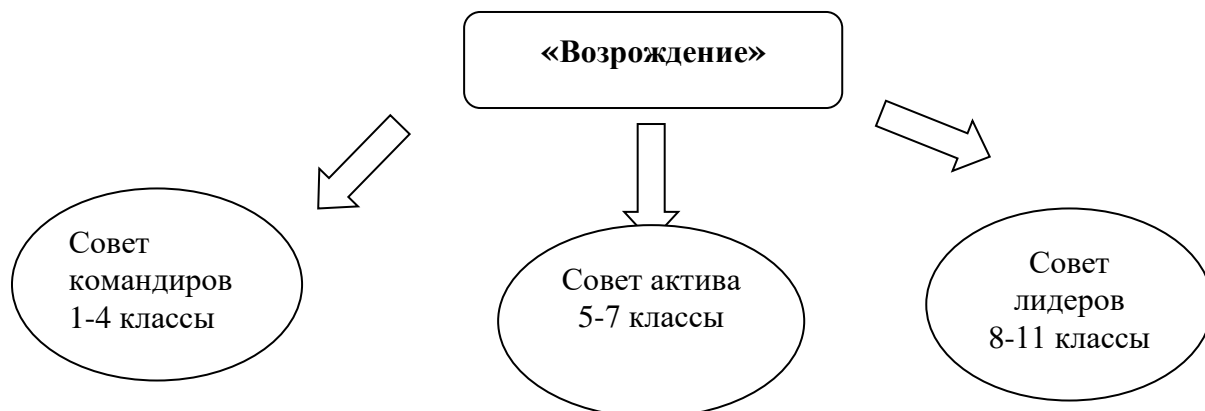 «Возрождение»
Совет
командиров
1-4 классы
Совет актива
5-7 классы
Совет
лидеров
8-11 классы